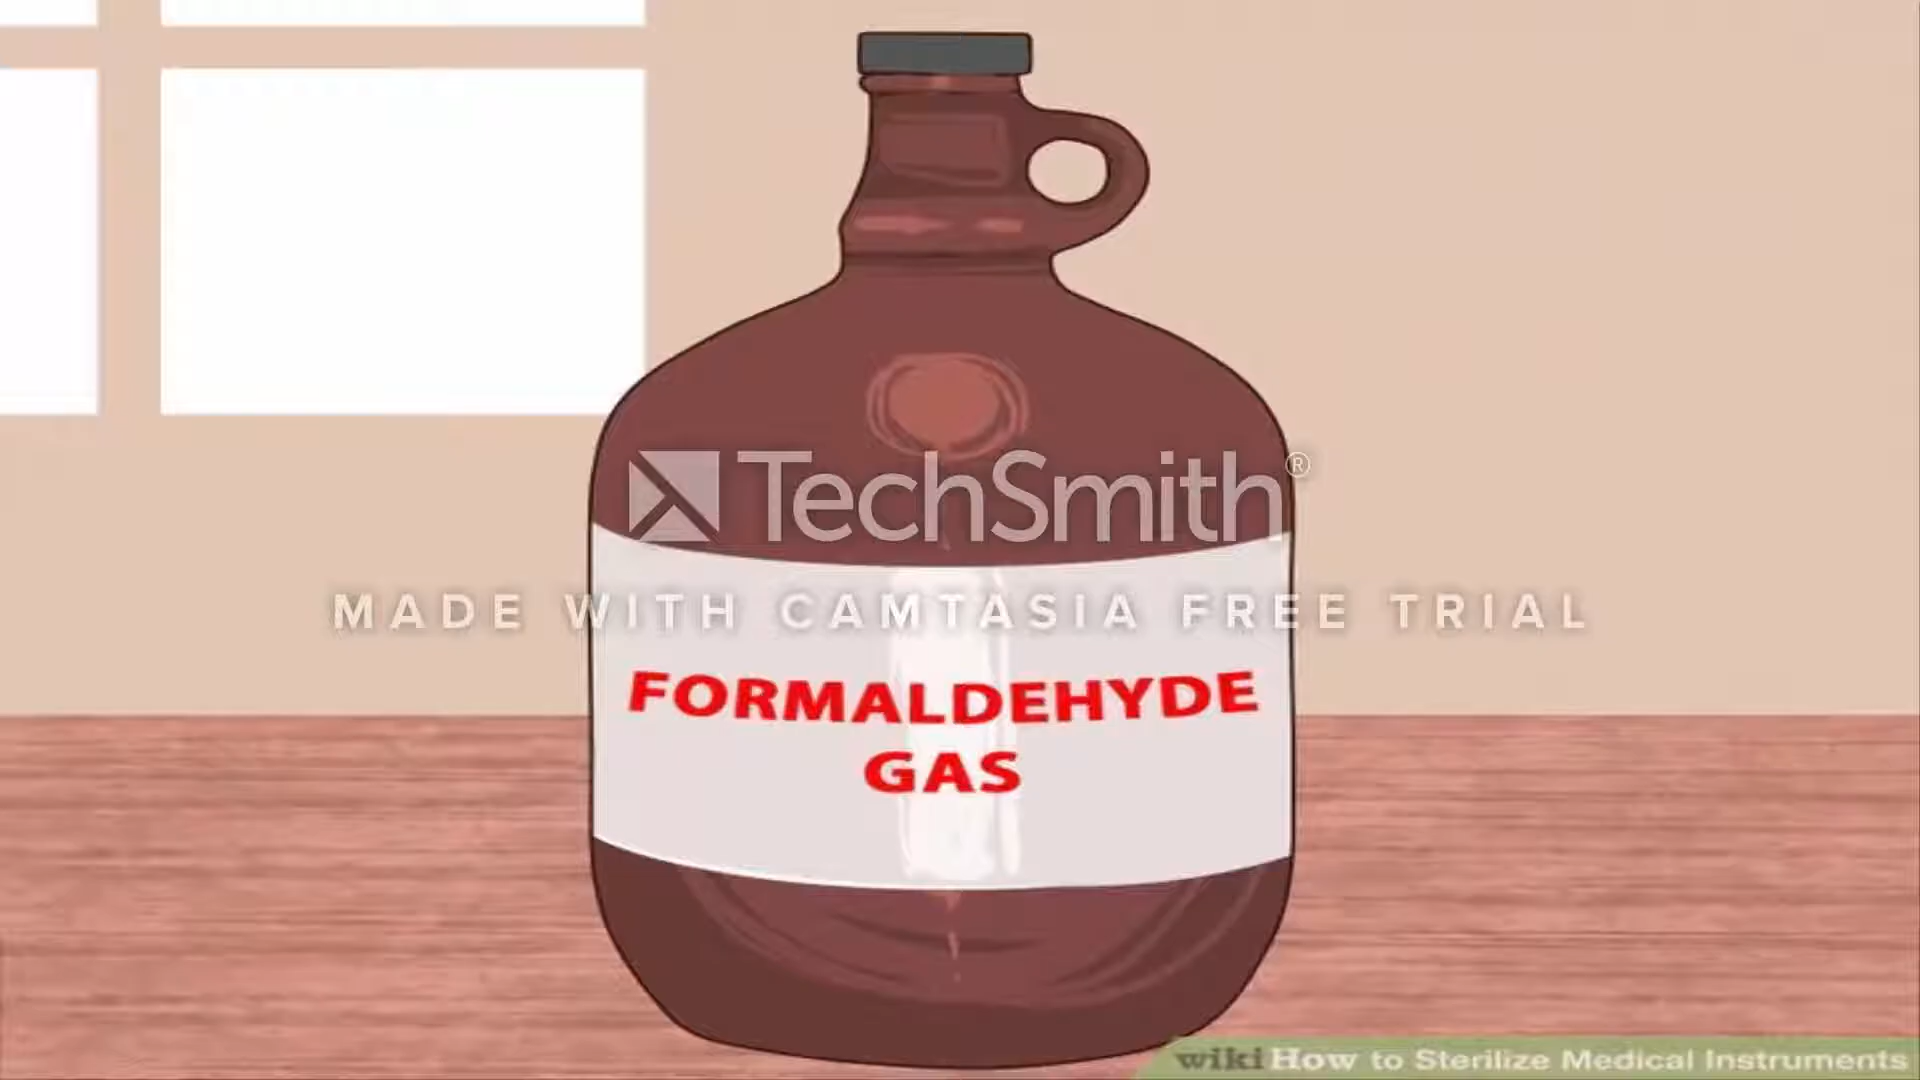 TechSmith®
MADE WITH CAMTASIA FREE TRIAL
FORMALDEHYDE
GAS
wikiHow to Sterilize Medical Instruments